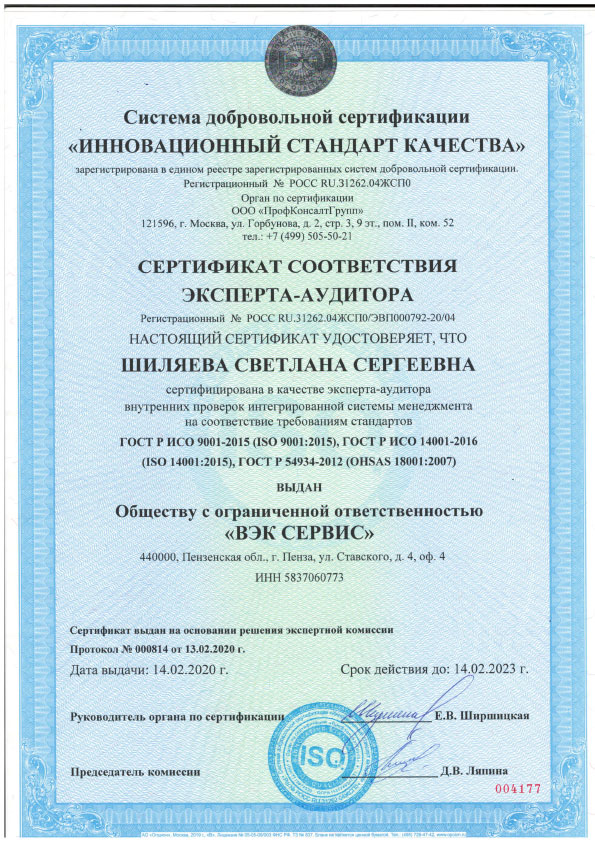 Система добровольной сертификации
«ИННОВАЦИОННЫЙ СТАНДАРТ КАЧЕСТВА»
зарегистрирована в едином реестре зарегистрированных систем добровольной сертификации.
Регистрационный № РОСС RU.31262.04ЖСП0
Орган по сертификации
ООО «ПрофКонсалтГрупп»
121596, г. Москва, ул. Горбунова, д. 2, стр. 3, 9 эт., пом. II, ком. 52
тел.: +7 (499) 505-50-21
СЕРТИФИКАТ СООТВЕТСТВИЯ
ЭКСПЕРТА-АУДИТОРА
Регистрационный № РОСС RU.31262.04ЖСП0/ЭВП000792-20/04
НАСТОЯЩИЙ СЕРТИФИКАТ УДОСТОВЕРЯЕТ, ЧТО
ШИЛЯЕВА СВЕТЛАНА СЕРГЕЕВНА
сертифицирована в качестве эксперта-аудитора
внутренних проверок интегрированной системы менеджмента
на соответствие требованиям стандартов
ГОСТ Р ИСО 9001-2015 (ISO 9001:2015), ГОСТ Р ИСО 14001-2016
(ISO 14001:2015), ГОСТ Р 54934-2012 (OHSAS 18001:2007)
ВЫДАН
Обществу с ограниченной ответственностью
«ВЭК СЕРВИС»
440000, Пензенская обл., г. Пенза, ул. Ставского, д. 4, оф. 4
ИНН 5837060773
Сертификат выдан на основании решения экспертной комиссии
Протокол № 000814 от 13.02.2020 г.
Дата выдачи: 14.02.2020 г. Срок действия до: 14.02.2023 г.
Руководитель органа по сертификации Е.В. Ширшицкая
ISO
Председатель комиссии Д.В. Ляпина
004177